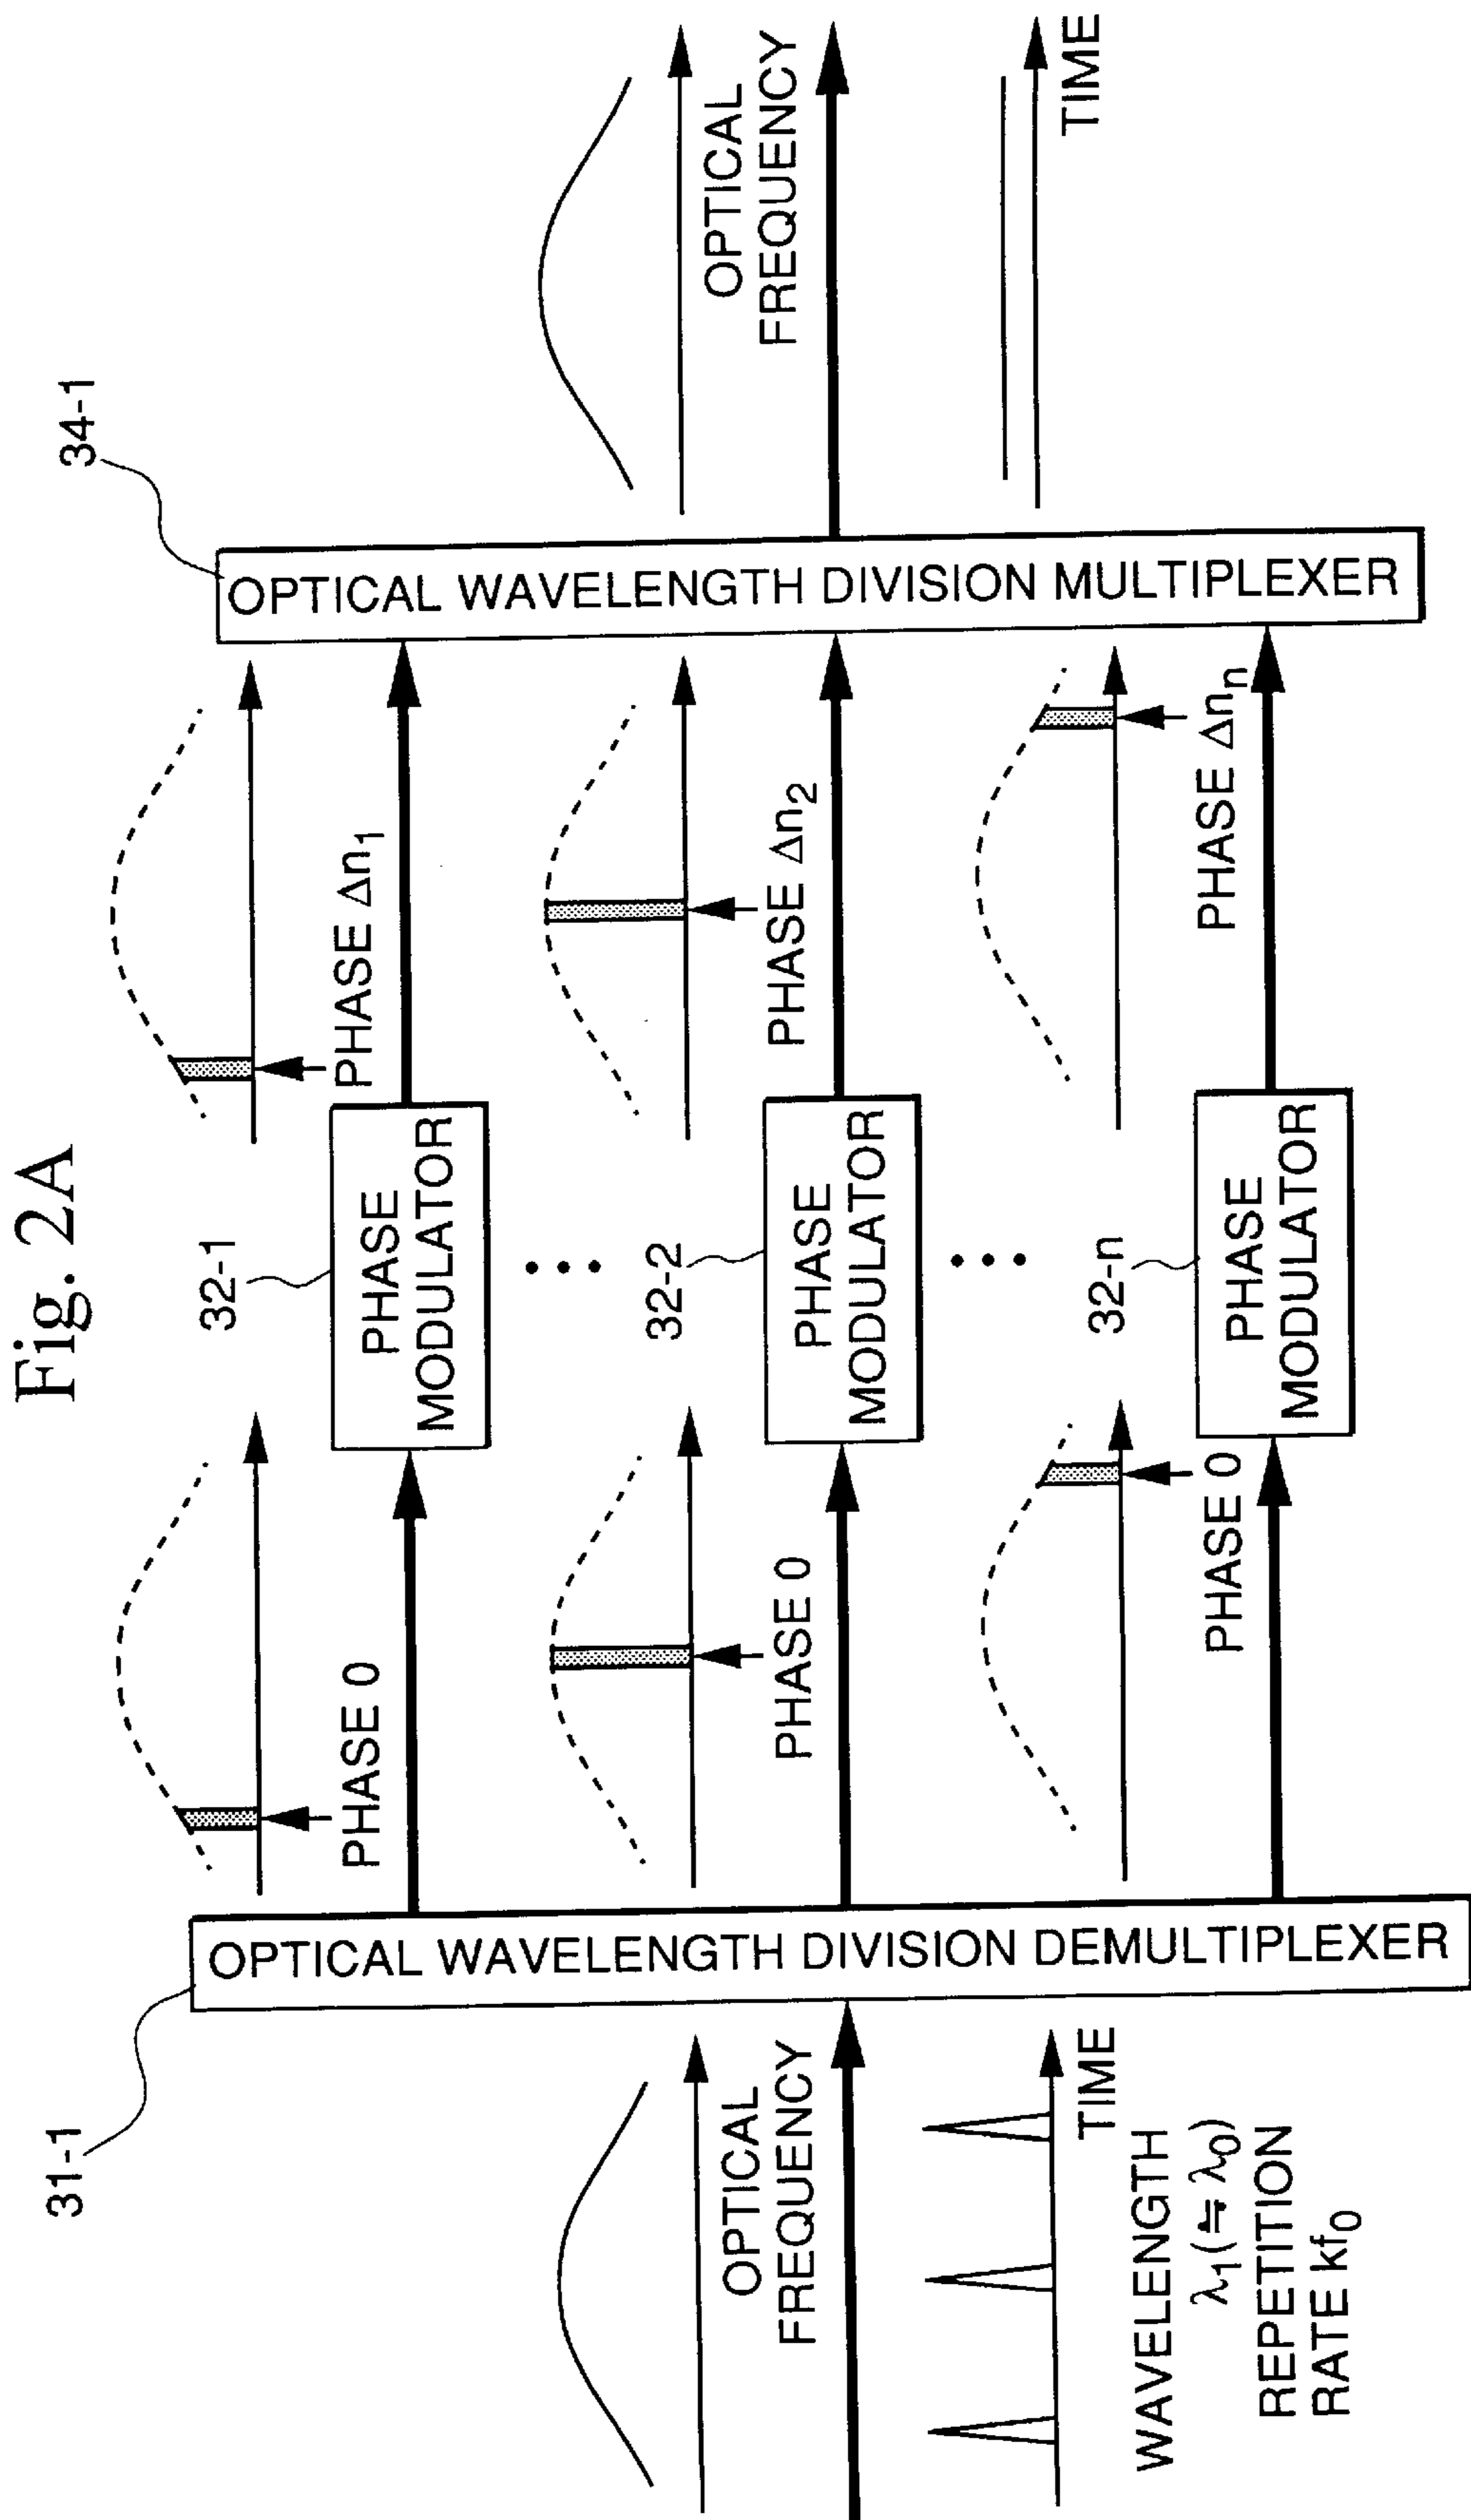 Fig. 2A
31-1
OPTICAL
FREQUENCY
TIME
WAVELENGTH
λ1(≒λ0)
REPETITION
RATE kf0
OPTICAL WAVELENGTH DIVISION DEMULTIPLEXER
PHASE 0
PHASE 0
PHASE 0
32-1
PHASE
MODULATOR
32-2
PHASE
MODULATOR
32-n
PHASE
MODULATOR
PHASE Δn1
PHASE Δn2
PHASE Δnn
34-1
OPTICAL WAVELENGTH DIVISION MULTIPLEXER
OPTICAL
FREQUENCY
TIME